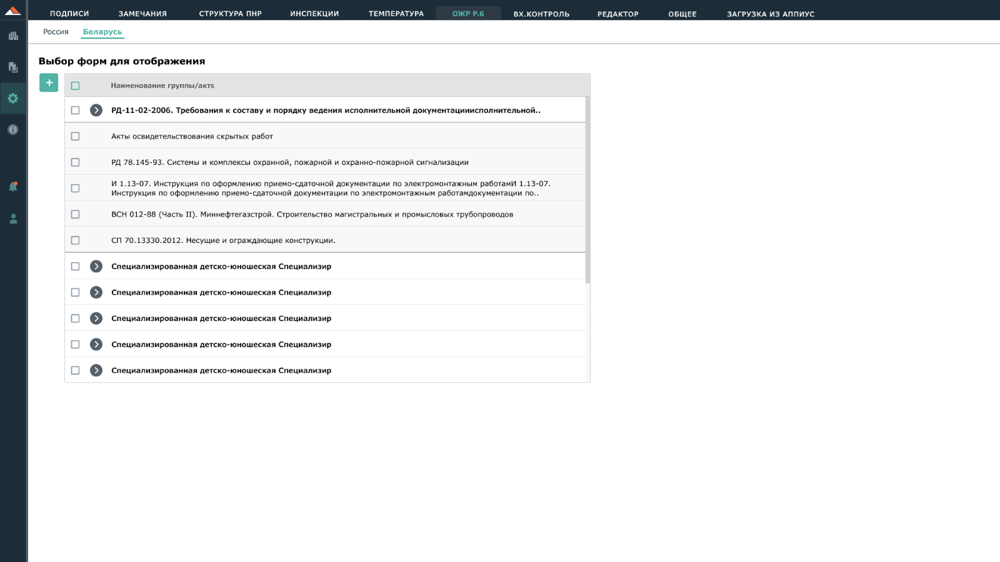 ПОДПИСИ ЗАМЕЧАНИЯ СТРУКТУРА ПНР ИНСПЕКЦИИ ТЕМПЕРАТУРА ОЖР Р.6 ВХ.КОНТРОЛЬ РЕДАКТОР ОБЩЕЕ ЗАГРУЗКА ИЗ АППИУС
Россия Беларусь
Выбор форм для отображения
+
Наименование группы/актs
РД-11-02-2006. Требования к составу и порядку ведения исполнительной документациисполнительной..
Акты освидетельствования скрытых работ
РД 78.145-93. Системы и комплексы охранной, пожарной и охранно-пожарной сигнализации
И 1.13-07. Инструкция по оформлению приемо-сдаточной документации по электромонтажным работамИ 1.13-07.
Инструкция по оформлению приемо-сдаточной документации по электромонтажным работамдокументации по..
ВСН 012-88 (Часть II). Миннефтегазстрой. Строительство магистральных и промысловых трубопроводов
СП 70.13330.2012. Несущие и ограждающие конструкции.
Специализированная детско-юношеская Специализир
Специализированная детско-юношеская Специализир
Специализированная детско-юношеская Специализир
Специализированная детско-юношеская Специализир
Специализированная детско-юношеская Специализир